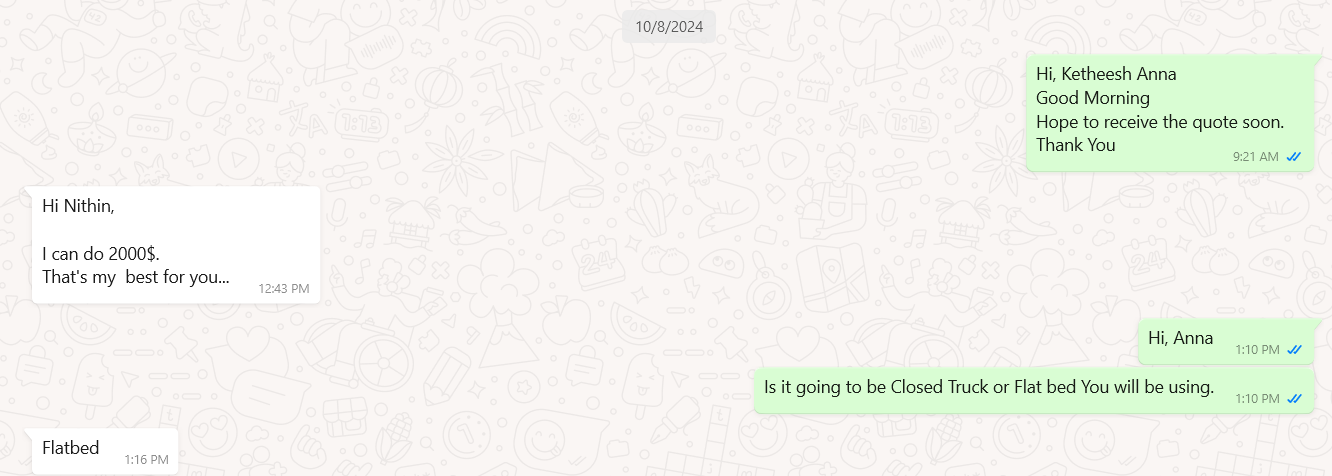 10/8/2024
Hi, Ketheesh Anna
Good Morning
Hope to receive the quote soon.
Thank You
9:21 AM
Hi Nithin,
I can do 2000$.
That's my  best for you...
12:43 PM
Hi, Anna
1:10 PM
Is it going to be Closed Truck or Flat bed You will be using.
1:10 PM
Flatbed
1:16 PM